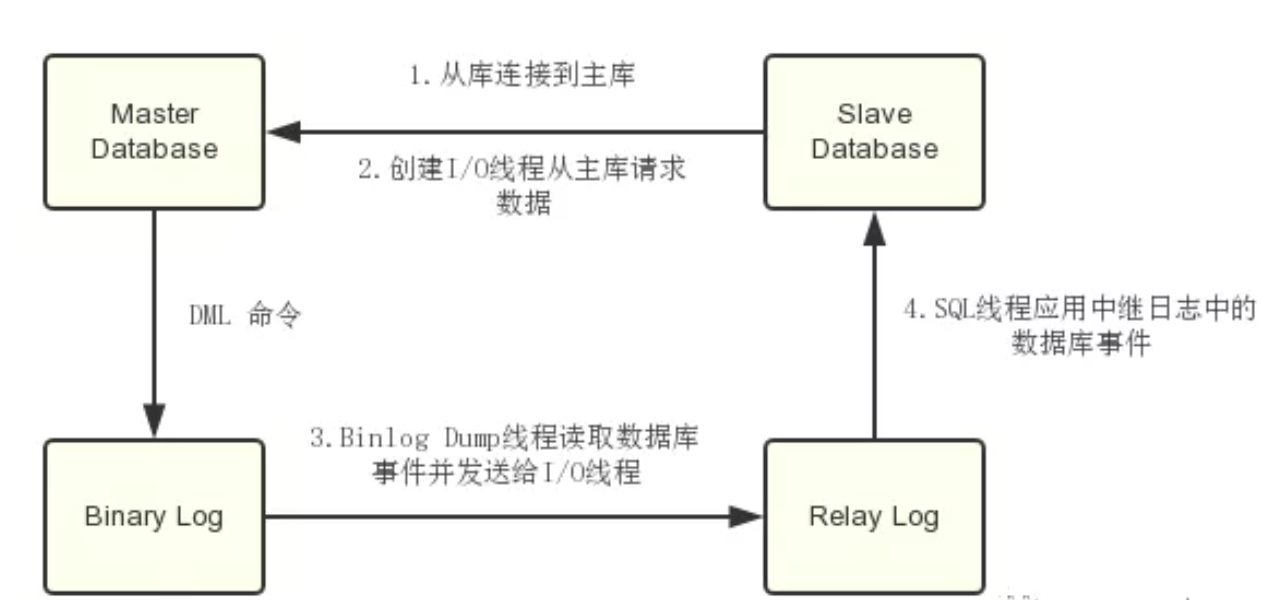 Master
Database
1.从库连接到主库
2.创建I/O线程从主库请求
数据
Slave
Database
DML 命令
4.SQL线程应用中继日志中的
数据库事件
3.Binlog Dump线程读取数据库
事件并发送给I/O线程
Binary Log
Relay Log